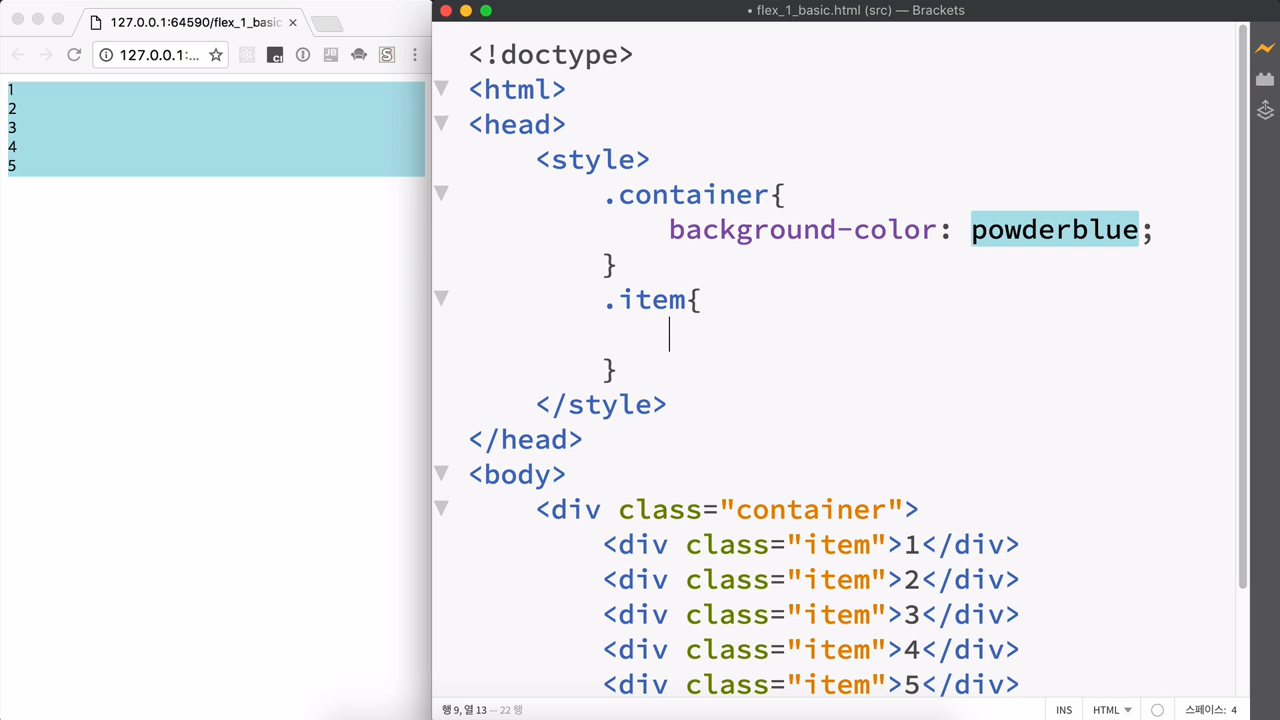 127.0.0.1:64590/flex_1_basic
127.0.0.1:...
1
2
3
4
5
• flex_1_basic.html (src) — Brackets
<!doctype>
<html>
<head>
<style>
.container{
background-color: powderblue;
}
.item{
}
</style>
</head>
<body>
<div class="container">
<div class="item">1</div>
<div class="item">2</div>
<div class="item">3</div>
<div class="item">4</div>
<div class="item">5</div>
행 9, 열 13 — 22 행
INS
HTML
스페이스: 4